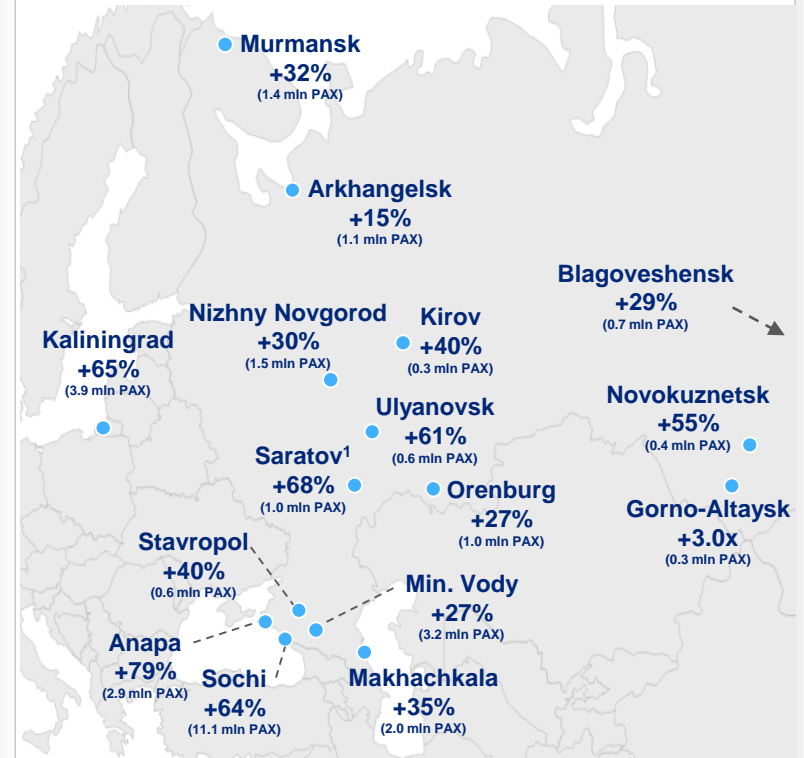 Murmansk
+32%
(1.4 mln PAX)
Arkhangelsk
+15%
(1.1 mln PAX)
Blagoveshensk
+29%
(0.7 mln PAX)
Nizhny Novgorod
+30%
(1.5 mln PAX)
Kirov
+40%
(0.3 mln PAX)
Kaliningrad
+65%
(3.9 mln PAX)
Ulyanovsk
+61%
(0.6 mln PAX)
Novokuznetsk
+55%
(0.4 mln PAX)
Saratov¹
+68%
(1.0 mln PAX)
Orenburg
+27%
(1.0 mln PAX)
Gorno-Altaysk
+3.0x
(0.3 mln PAX)
Stavropol
+40%
(0.6 mln PAX)
Min. Vody
+27%
(3.2 mln PAX)
Anapa
+79%
(2.9 mln PAX)
Sochi
+64%
(11.1 mln PAX)
Makhachkala
+35%
(2.0 mln PAX)